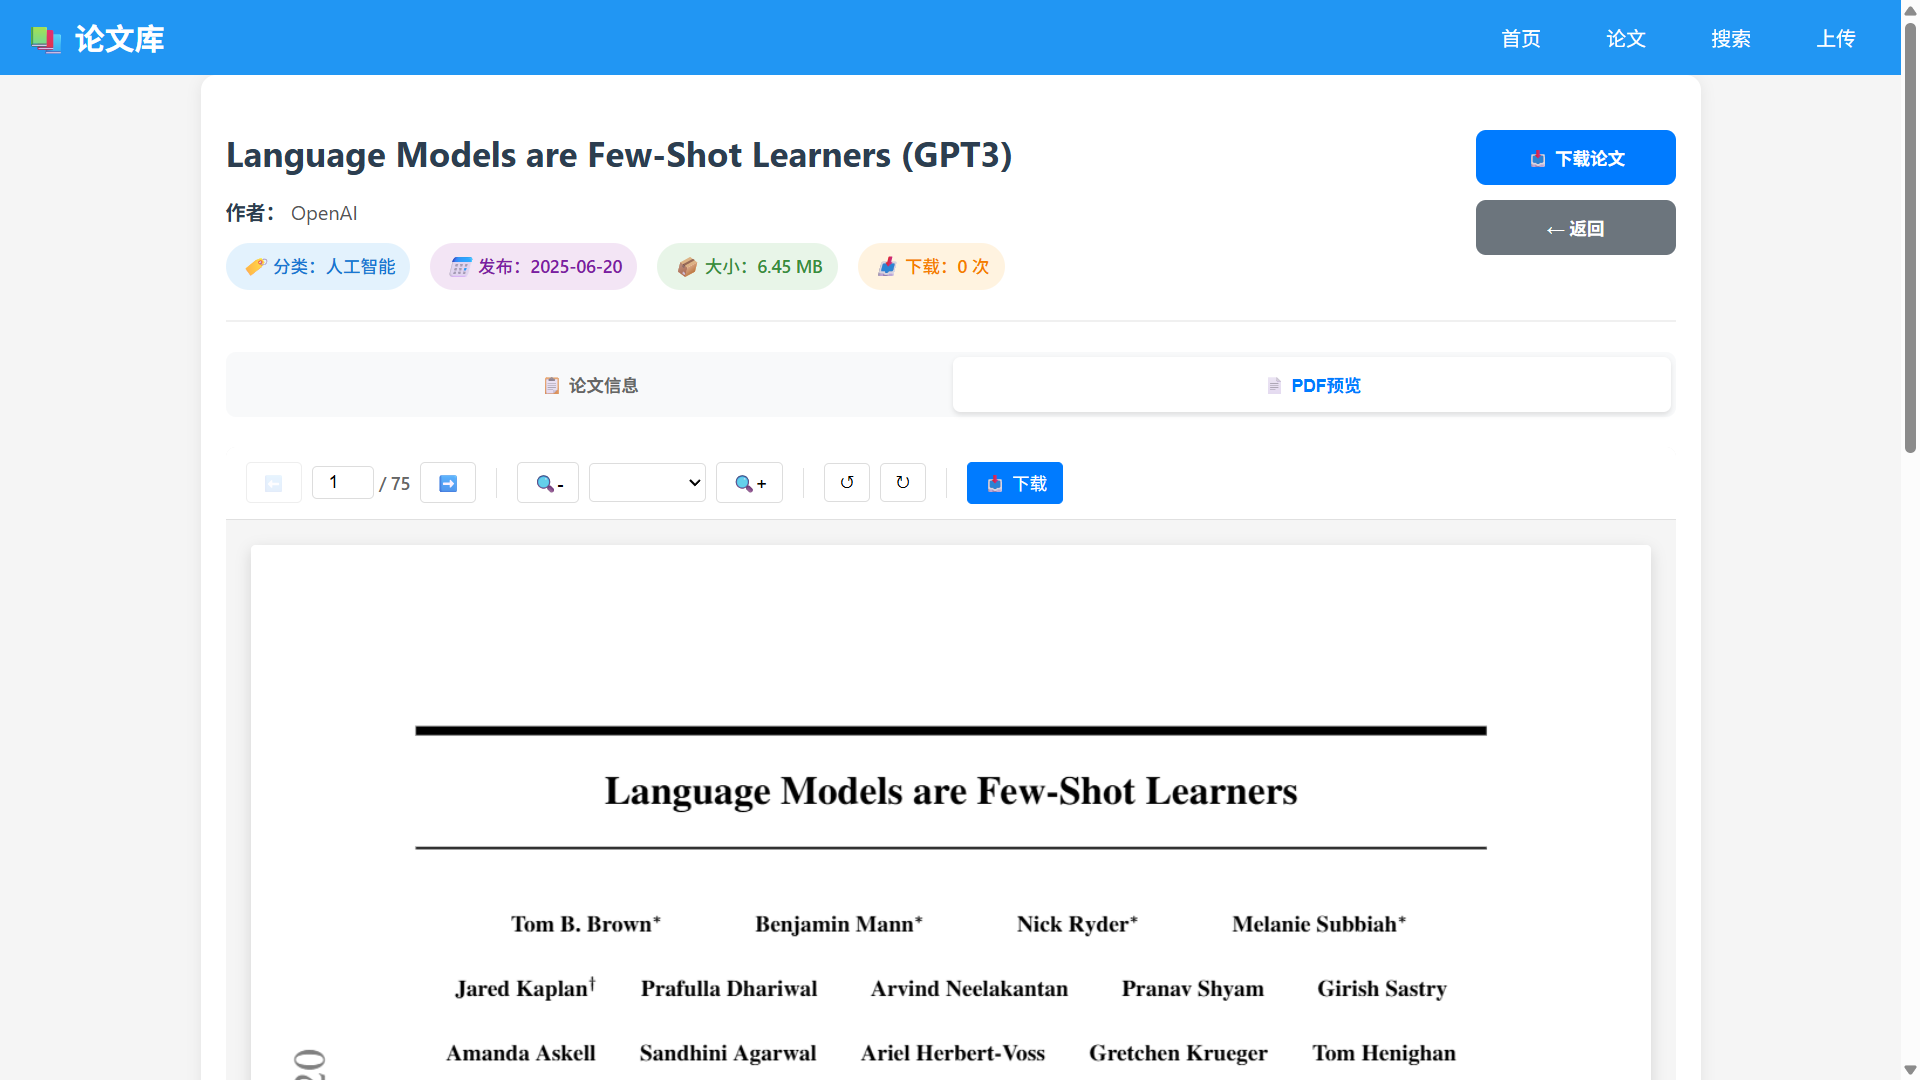 论文库
首页 论文 搜索 上传
Language Models are Few-Shot Learners (GPT3)
作者： OpenAI
分类：人工智能 发布：2025-06-20 大小：6.45 MB 下载：0 次
下载论文
←返回
论文信息 PDF预览
1 / 75 - + ↺ ↻ 下载
Language Models are Few-Shot Learners
Tom B. Brown* Benjamin Mann* Nick Ryder* Melanie Subbiah*
Jared Kaplan† Prafulla Dhariwal Arvind Neelakantan Pranav Shyam Girish Sastry
Amanda Askell Sandhini Agarwal Ariel Herbert-Voss Gretchen Krueger Tom Henighan